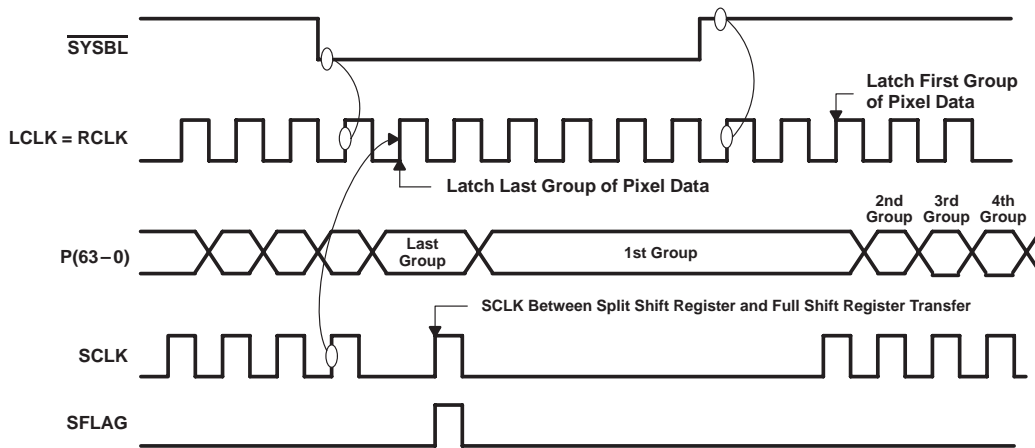 SYSBL
Latch First Group
of Pixel Data
LCLK = RCLK
Latch Last Group of Pixel Data
2nd
Group
3rd
Group
4th
Group
P(63–0)
Last
Group
1st Group
SCLK Between Split Shift Register and Full Shift Register Transfer
SCLK
SFLAG